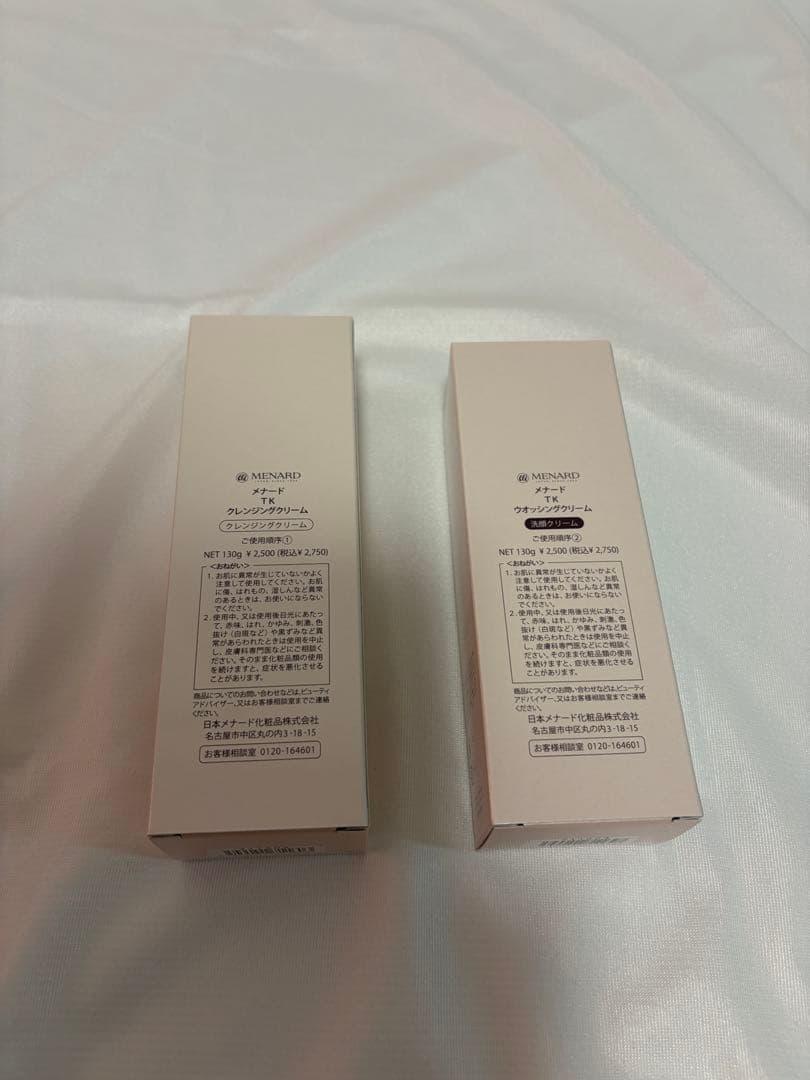 MENARD
メナード
TK
クレンジングクリーム
クレンジングクリーム
ご使用順序①
NET 130g ¥2,500 (税込¥2,750)
<おねがい>
1. お肌に異常が生じていないかよく
注意して使用してください。お肌
に傷、はれもの、湿しんなど異常
のあるときは、お使いにならない
でください。
2. 使用中、又は使用後日光にあたっ
て、赤味、はれ、かゆみ、刺激、色
抜け(白斑など)や黒ずみなど異
常があらわれたときは使用を中止
し、皮膚科専門医などにご相談く
ださい。そのまま化粧品類の使用
を続けますと、症状を悪化させる
ことがあります。
商品についてのお問い合わせなどは、ビューティ
アドバイザー、又はお客様相談室までご連絡
ください。
日本メナード化粧品株式会社
名古屋市中区丸の内3-18-15
お客様相談室 0120-164601
MENARD
メナード
TK
ウオッシングクリーム
洗顔クリーム
ご使用順序②
NET 130g ¥2,500 (税込¥2,750)
<おねがい>
1. お肌に異常が生じていないかよく
注意して使用してください。お肌
に傷、はれもの、湿しんなど異常
のあるときは、お使いにならない
でください。
2. 使用中、又は使用後日光にあたっ
て、赤味、はれ、かゆみ、刺激、色
抜け(白斑など)や黒ずみなど異
常があらわれたときは使用を中止
し、皮膚科専門医などにご相談く
ださい。そのまま化粧品類の使用
を続けますと、症状を悪化させる
ことがあります。
商品についてのお問い合わせなどは、ビューティ
アドバイザー、又はお客様相談室までご連絡
ください。
日本メナード化粧品株式会社
名古屋市中区丸の内3-18-15
お客様相談室 0120-164601